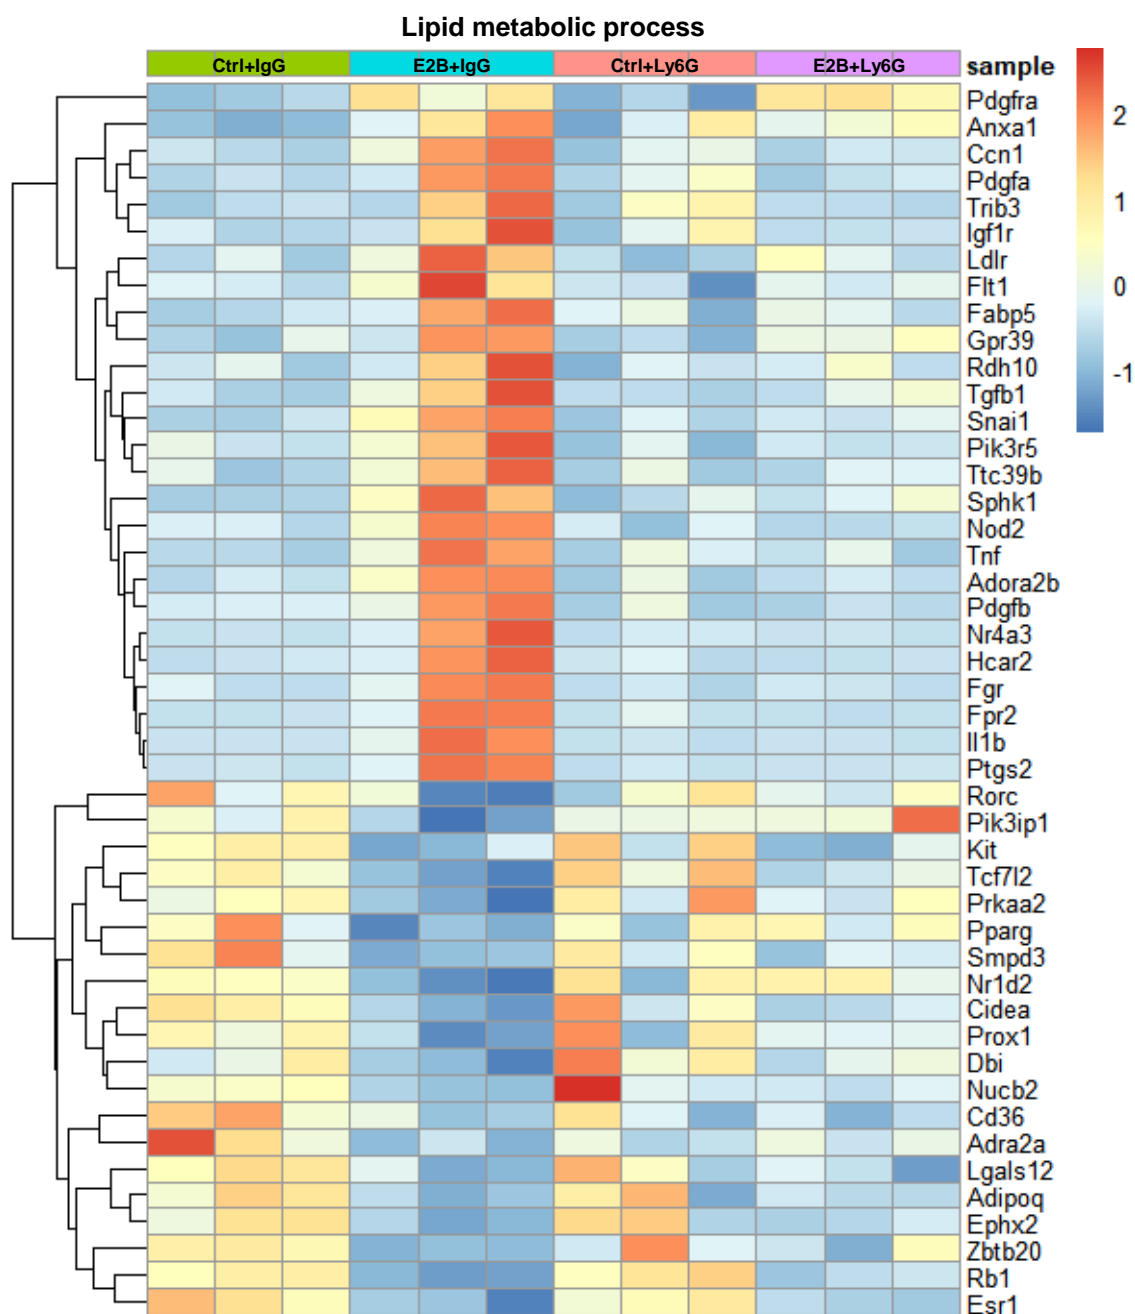 Lipid metabolic process
Ctrl+IgG E2B+IgG Ctrl+Ly6G E2B+Ly6G sample
Pdgfra
Anxa1
Ccn1
Pdgfa
Trib3
Igf1r
Ldlr
Flt1
Fabp5
Gpr39
Rdh10
Tgfb1
Snai1
Pik3r5
Ttc39b
Sphk1
Nod2
Tnf
Adora2b
Pdgfb
Nr4a3
Hcar2
Fgr
Fpr2
Il1b
Ptgs2
Rorc
Pik3ip1
Kit
Tcf7l2
Prkaa2
Pparg
Smpd3
Nr1d2
Cidea
Prox1
Dbi
Nucb2
Cd36
Adra2a
Lgals12
Adipoq
Ephx2
Zbtb20
Rb1
Esr1
2
1
0
-1